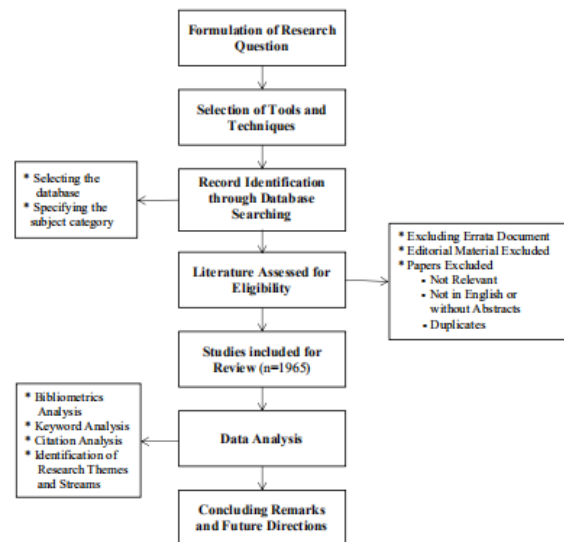 Formulation of Research
Question
Selection of Tools and
Techniques
* Selecting the
database
* Specifying the
subject category
Record Identification
through Database
Searching
* Excluding Errata Document
* Editorial Material Excluded
* Papers Excluded
▪ Not Relevant
▪ Not in English or
without Abstracts
▪ Duplicates
Literature Assessed for
Eligibility
Studies included for
Review (n=1965)
* Bibliometrics
Analysis
* Keyword Analysis
* Citation Analysis
* Identification of
Research Themes
and Streams
Data Analysis
Concluding Remarks
and Future Directions